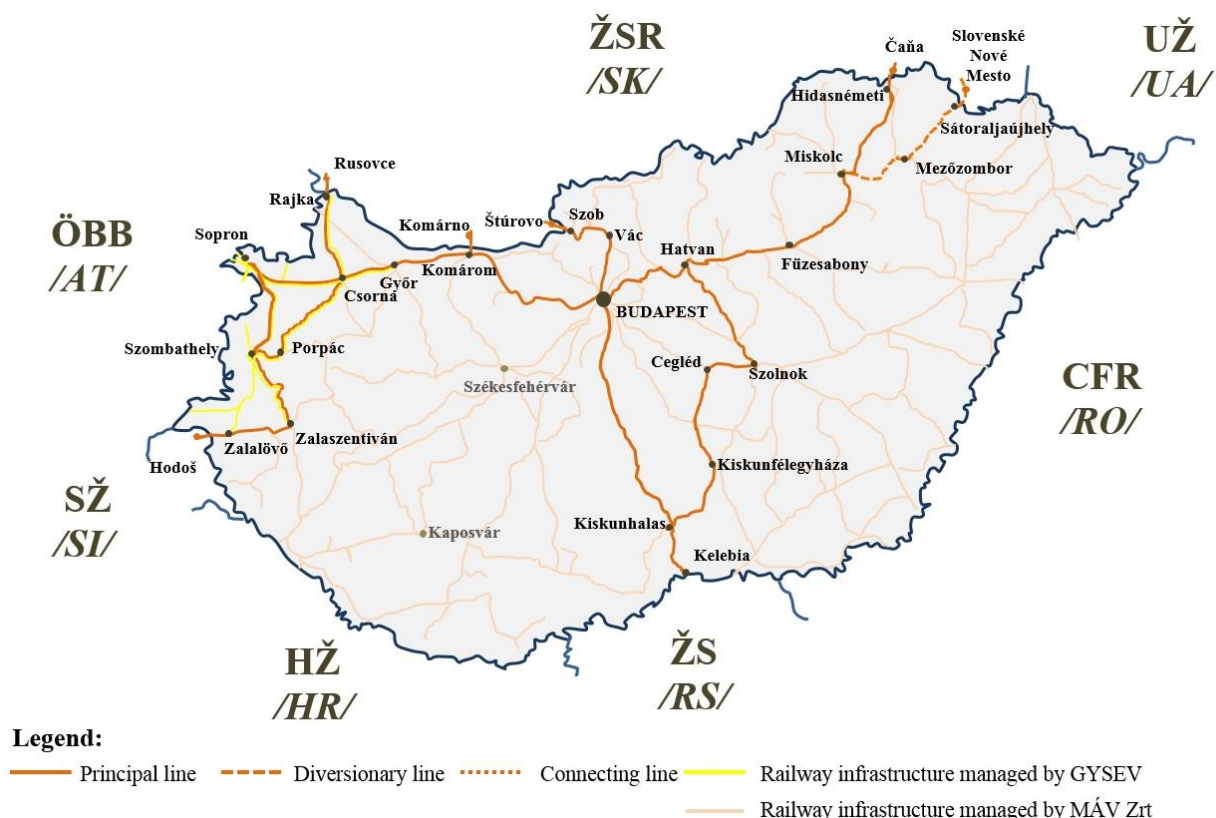 ŽSR
/SK/
UŽ
/UA/
Čaňa
Slovenské
Nové
Mesto
Hidasnémeti
Sátoraljaújhely
Miskolc
Mezőzombor
Rusovce
Rajka
ÖBB
/AT/
Sopron
Komárno
Štúrovo
Szob
Vác
Hatvan
Füzesabony
Győr
Komárom
Csorna
BUDAPEST
Szombathely
Porpác
Székesfehérvár
Cegléd
Szolnok
CFR
/RO/
Zalalövő
Zalaszentiván
Hodoš
Kiskunfélegyháza
SŽ
/SI/
Kaposvár
Kiskunhalas
Kelebia
HŽ
/HR/
ŽS
/RS/
Legend:
Principal line
Diversionary line
Connecting line
Railway infrastructure managed by GYSEV
Railway infrastructure managed by MÁV Zrt